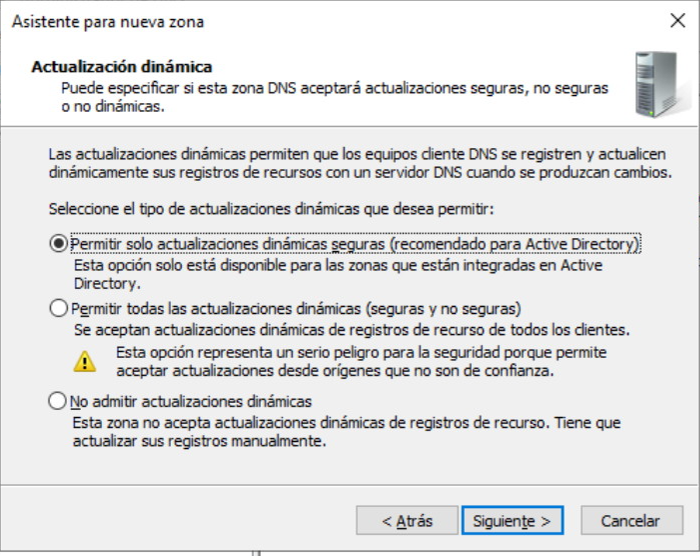 Asistente para nueva zona
Actualización dinámica
Puede especificar si esta zona DNS aceptará actualizaciones seguras, no seguras
o no dinámicas.
Las actualizaciones dinámicas permiten que los equipos cliente DNS se registren y actualicen
dinámicamente sus registros de recursos con un servidor DNS cuando se produzcan cambios.
Seleccione el tipo de actualizaciones dinámicas que desea permitir:
Permitir solo actualizaciones dinámicas seguras (recomendado para Active Directory)
Esta opción solo está disponible para las zonas que están integradas en Active
Directory.
Permitir todas las actualizaciones dinámicas (seguras y no seguras)
Se aceptan actualizaciones dinámicas de registros de recurso de todos los clientes.
Esta opción representa un serio peligro para la seguridad porque permite
aceptar actualizaciones desde orígenes que no son de confianza.
No admitir actualizaciones dinámicas
Esta zona no acepta actualizaciones dinámicas de registros de recurso. Tiene que
actualizar sus registros manualmente.
< Atrás
Siguiente >
Cancelar